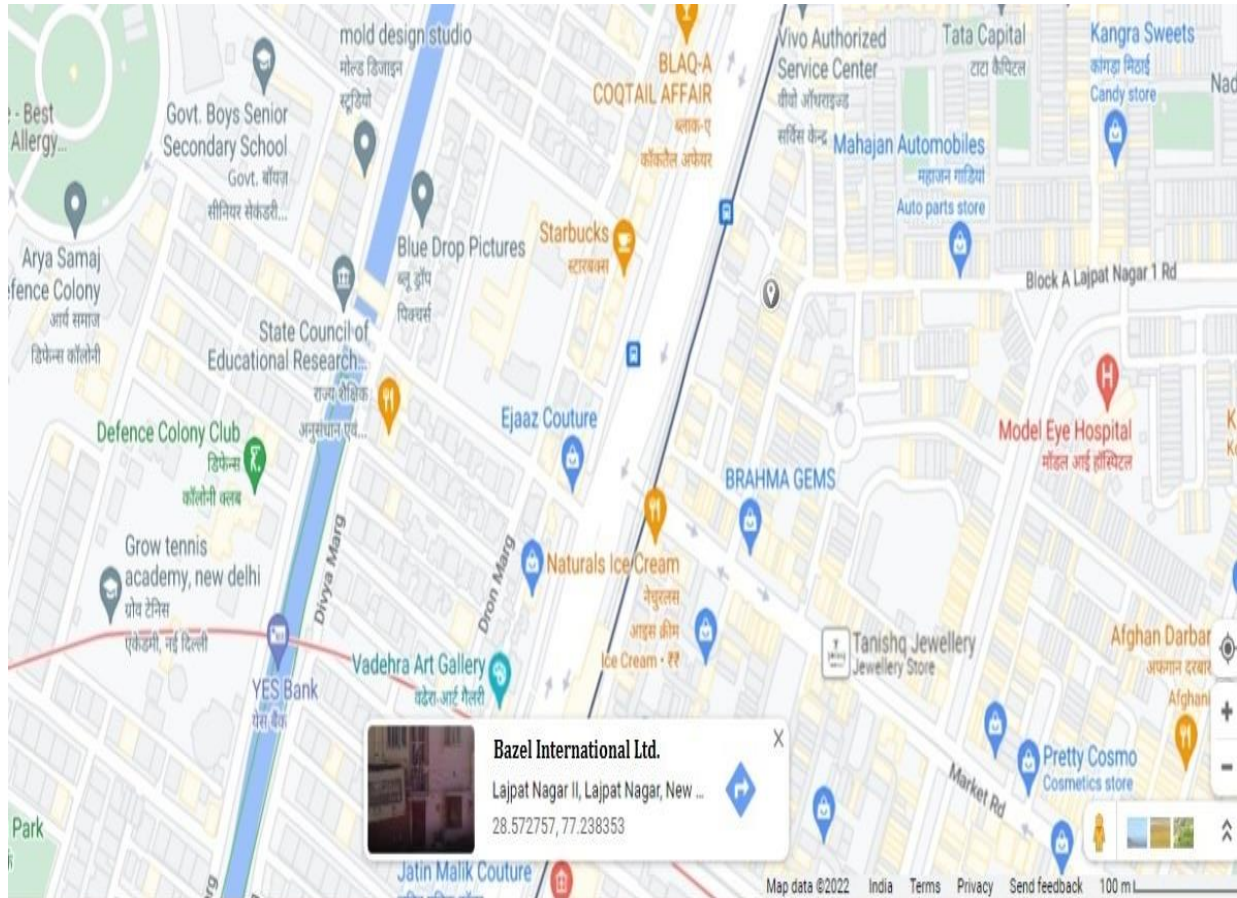 mold design studio
मोल्ड डिजाइन
स्टूडियो
BLAQ-A
COQTAIL AFFAIR
ब्लाक-ए
कॉकतैल अफेयर
Vivo Authorized
Service Center
वीवो ऑथराइज्ड
सर्विस केन्द्र
Tata Capital
टाटा कैपिटल
Kangra Sweets
कांगड़ा मिठाई
Candy store
Nad
- Best
Allergy...
Govt. Boys Senior
Secondary School
Govt. बॉयज़
सीनियर सेकंडरी...
Mahajan Automobiles
महाजन गाडियां
Auto parts store
Arya Samaj
efence Colony
आर्य समाज
डिफेन्स कॉलोनी
Blue Drop Pictures
ब्लू ड्रॉप
पिक्चर्स
Starbucks
स्टारबक्स
Block A Lajpat Nagar 1 Rd
State Council of
Educational Research...
राज्य शैक्षिक
अनुसंधान एवं...
Defence Colony Club
डिफेन्स
कॉलोनी क्लब
Ejaaz Couture
Model Eye Hospital
मॉडल आई हॉस्पिटल
BRAHMA GEMS
Grow tennis
academy, new delhi
ग्रोव टेनिस
एकेडमी, नई दिल्ली
Divya Marg
Dron Marg
Naturals Ice Cream
नेचुरलस
आइस क्रीम
Ice Cream · ₹₹
Tanishq Jewellery
Jewellery Store
Afghan Darbar
अफगान दरबार
Afghani
YES Bank
येस बैंक
Vadehra Art Gallery
वढेरा आर्ट गैलरी
Bazel International Ltd.
Lajpat Nagar II, Lajpat Nagar, New ...
28.572757, 77.238353
Pretty Cosmo
Cosmetics store
Market Rd
Park
Jatin Malik Couture
Map data ©2022 India Terms Privacy Send feedback 100 m